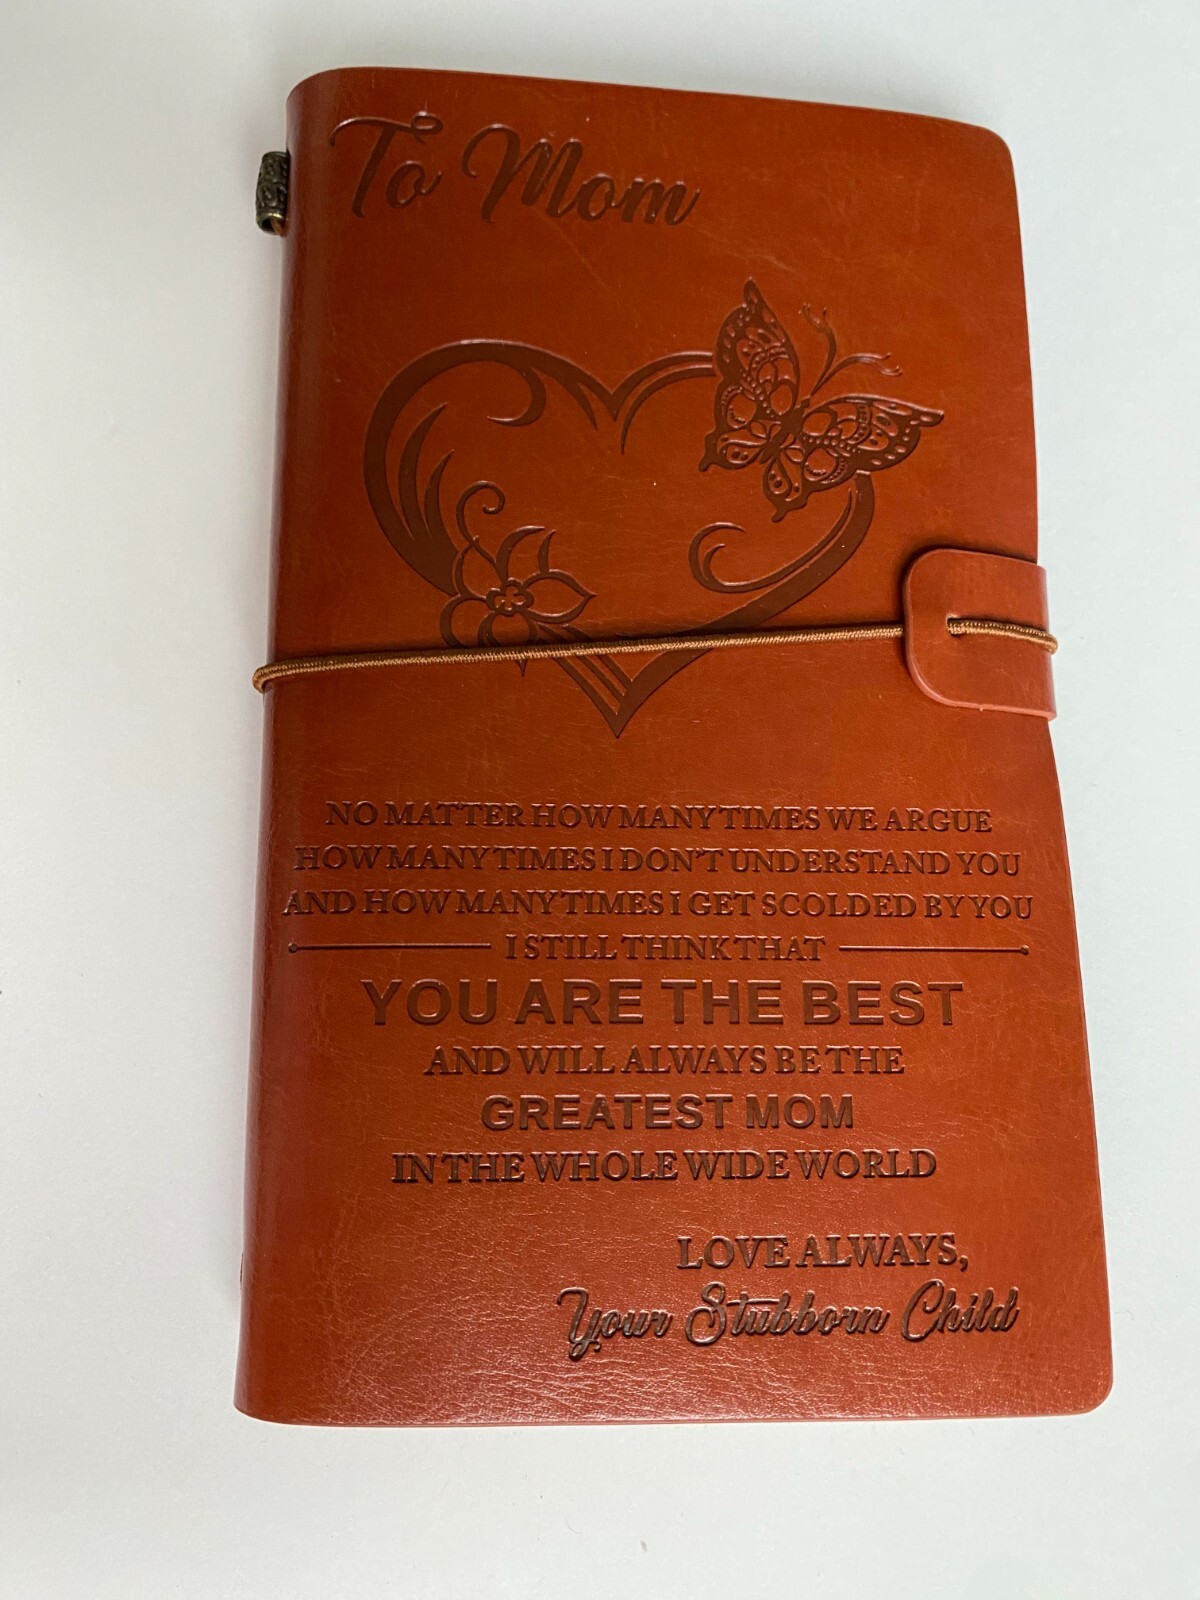 To Mom
NO MATTER HOW MANY TIMES WE ARGUE
HOW MANY TIMES I DON'T UNDERSTAND YOU
AND HOW MANY TIMES I GET SCOLDED BY YOU
I STILL THINK THAT
YOU ARE THE BEST
AND WILL ALWAYS BE THE
GREATEST MOM
IN THE WHOLE WIDE WORLD
LOVE ALWAYS,
Your Stubborn Child